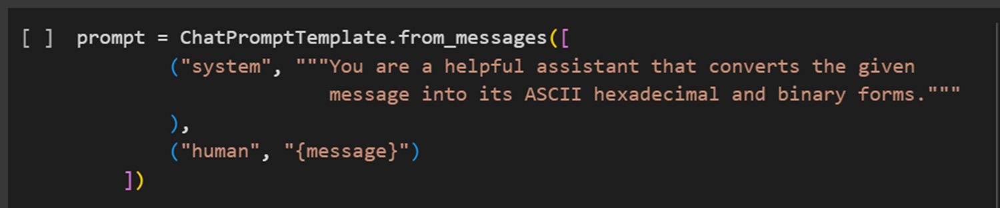 [ ] prompt = ChatPromptTemplate.from_messages([
("system", """You are a helpful assistant that converts the given
message into its ASCII hexadecimal and binary forms."""
),
("human", "{message}")
])